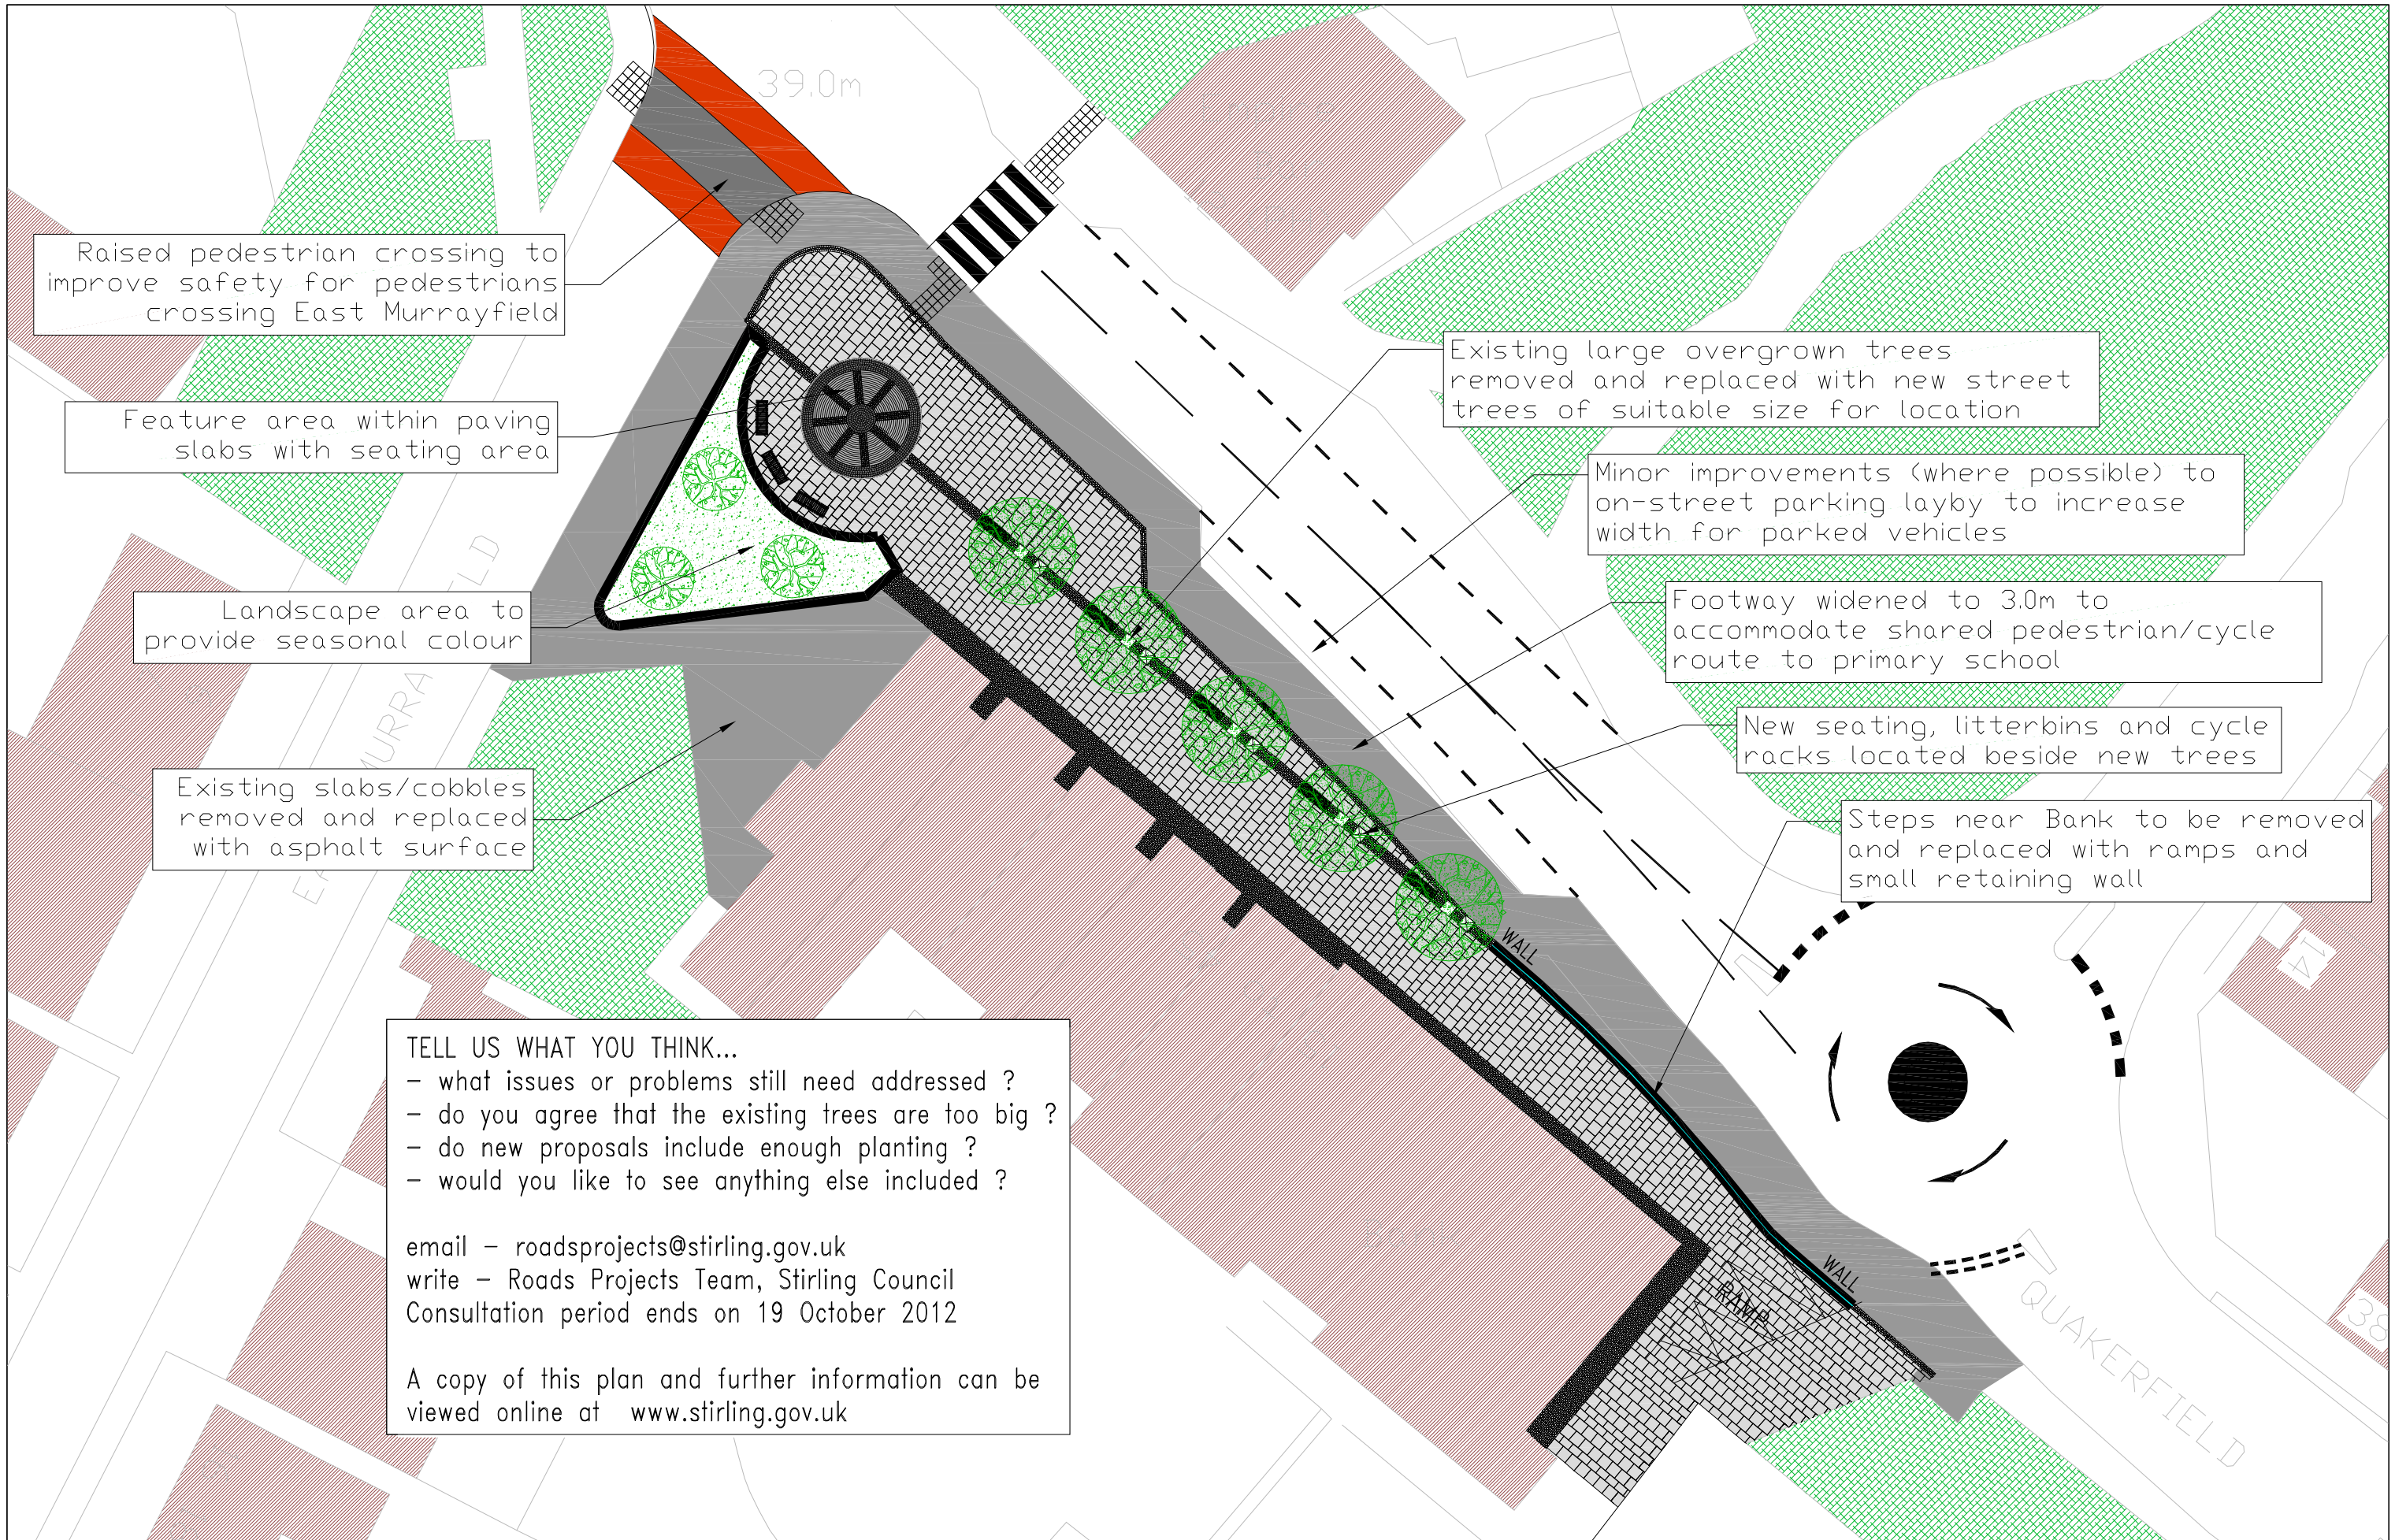 39.0m
Raised pedestrian crossing to
improve safety for pedestrians
crossing East Murrayfield
Feature area within paving
slabs with seating area
Landscape area to
provide seasonal colour
Existing slabs/cobbles
removed and replaced
with asphalt surface
Existing large overgrown trees
removed and replaced with new street
trees of suitable size for location
Minor improvements (where possible) to
on-street parking layby to increase
width for parked vehicles
Footway widened to 3.0m to
accommodate shared pedestrian/cycle
route to primary school
New seating, litterbins and cycle
racks located beside new trees
Steps near Bank to be removed
and replaced with ramps and
small retaining wall
WALL
WALL
RAMP
QUAKERFIELD
14
38
TELL US WHAT YOU THINK...
- what issues or problems still need addressed ?
- do you agree that the existing trees are too big ?
- do new proposals include enough planting ?
- would you like to see anything else included ?
email - roadsprojects@stirling.gov.uk
write - Roads Projects Team, Stirling Council
Consultation period ends on 19 October 2012
A copy of this plan and further information can be
viewed online at www.stirling.gov.uk